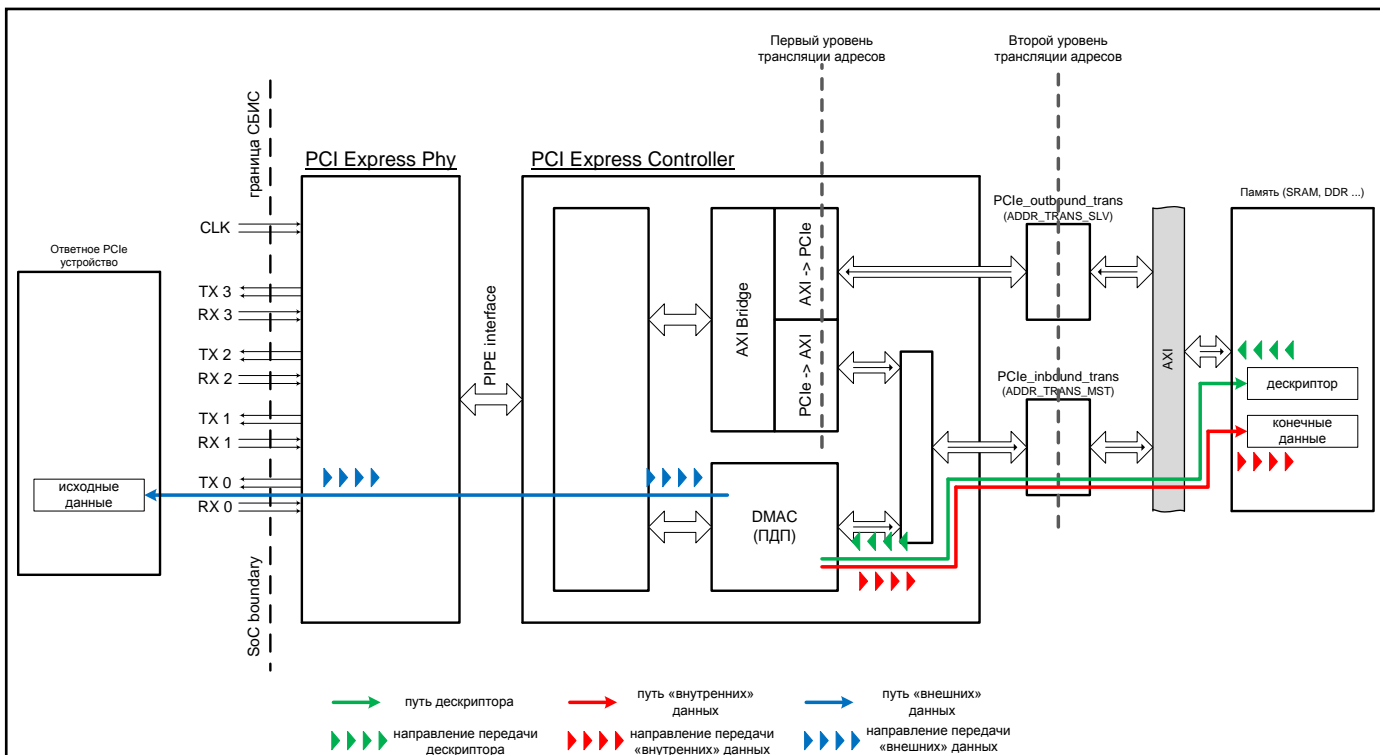 Первый уровень
трансляции адресов
Второй уровень
трансляции адресов
граница СБИС
PCI Express Phy
PCI Express Controller
Память (SRAM, DDR ...)
PCIe_outbound_trans
(ADDR_TRANS_SLV)
CLK
Ответное PCIe
устройство
AXI -> PCIe
TX 3
RX 3
PIPE interface
AXI Bridge
AXI
TX 2
RX 2
PCIe -> AXI
PCIe_inbound_trans
(ADDR_TRANS_MST)
дескриптор
TX 1
RX 1
конечные
данные
TX 0
исходные
данные
RX 0
DMAC
(ПДП)
SoC boundary
путь дескриптора
путь «внутренних»
данных
путь «внешних»
данных
направление передачи
дескриптора
направление передачи
«внутренних» данных
направление передачи
«внешних» данных